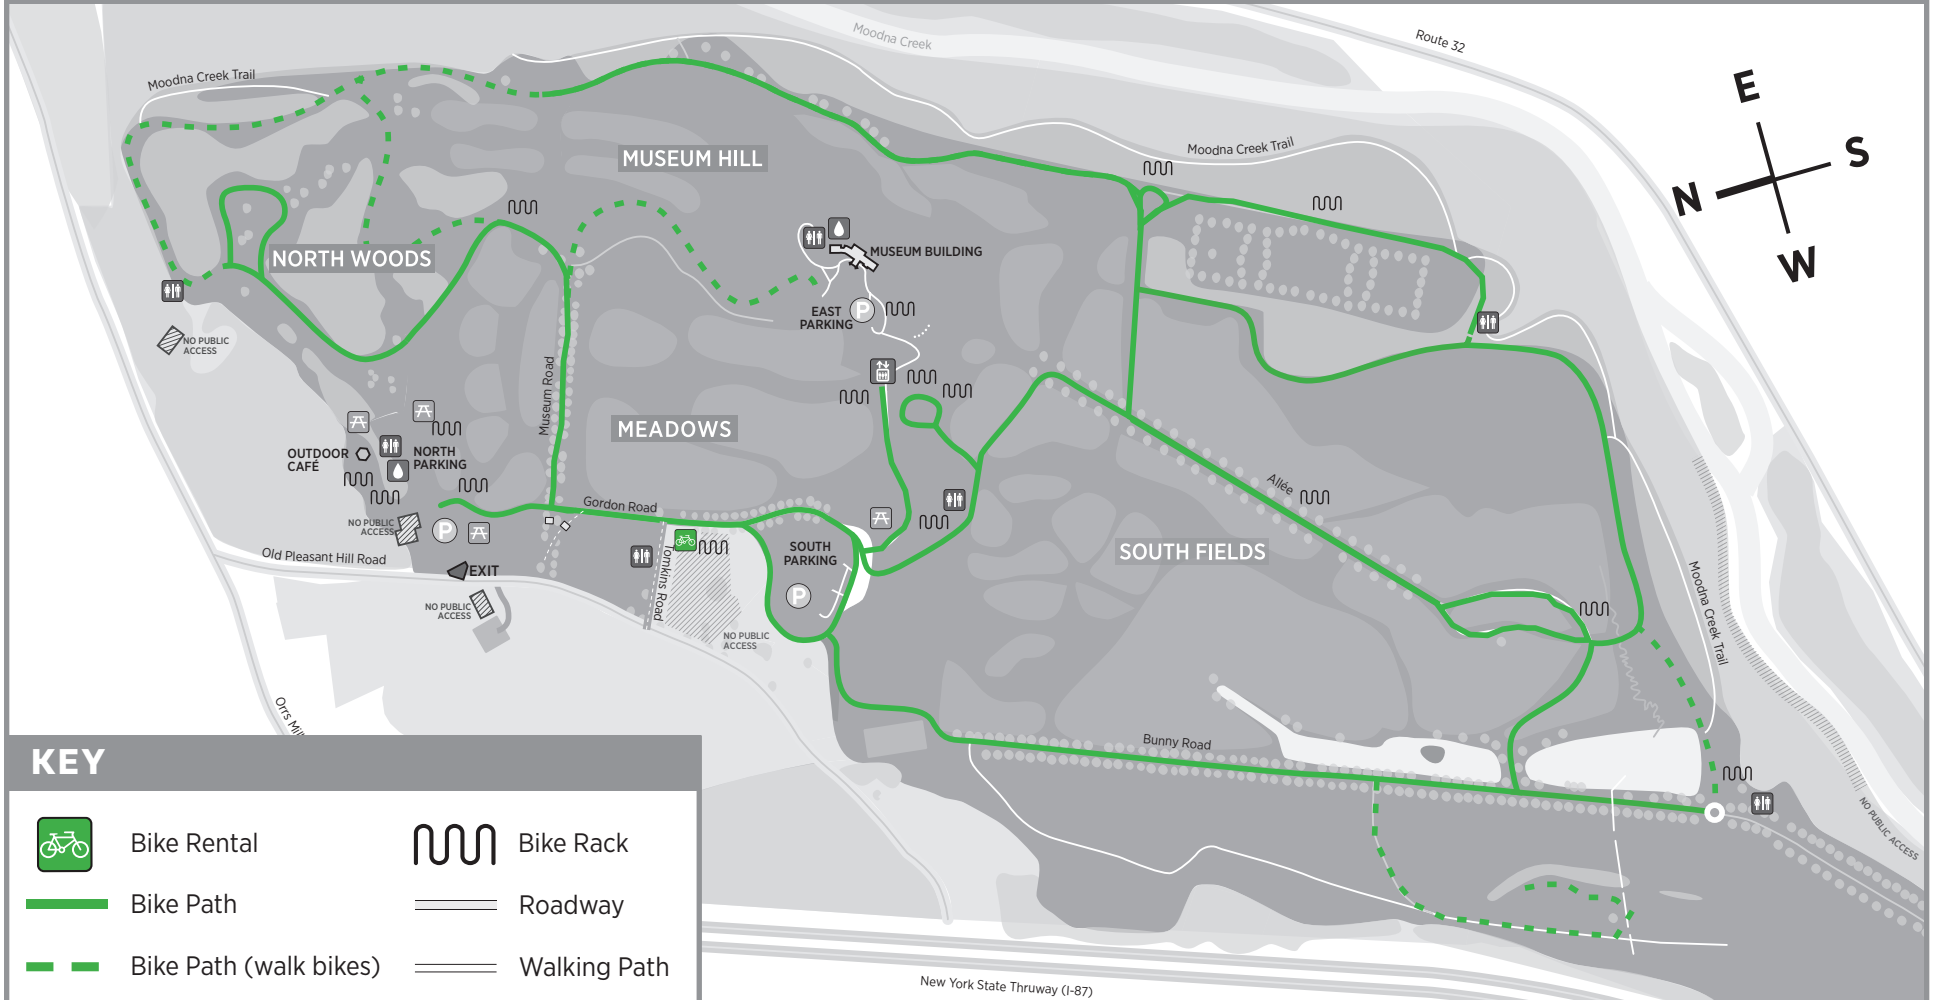 Moodna Creek
Route 32
Moodna Creek Trail
E
S
N
W
MUSEUM HILL
Moodna Creek Trail
NORTH WOODS
MUSEUM BUILDING
EAST
PARKING
P
NO PUBLIC
ACCESS
Museum Road
MEADOWS
OUTDOOR
CAFÉ
NORTH
PARKING
Allée
Gordon Road
NO PUBLIC
ACCESS
P
Old Pleasant Hill Road
EXIT
Tomkins Road
SOUTH
PARKING
P
SOUTH FIELDS
NO PUBLIC
ACCESS
NO PUBLIC
ACCESS
Moodna Creek Trail
Orrs Mil
Bunny Road
NO PUBLIC ACCESS
KEY
Bike Rental
Bike Rack
Bike Path
Roadway
Bike Path (walk bikes)
Walking Path
New York State Thruway (I-87)